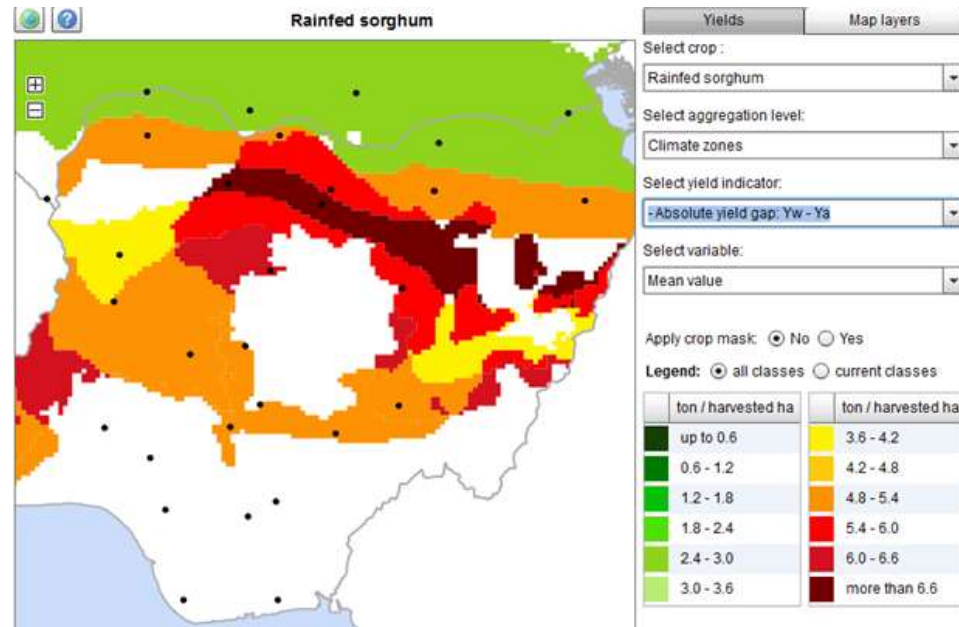 Rainfed sorghum
Yields
Map layers
Select crop :
Rainfed sorghum
Select aggregation level:
Climate zones
Select yield indicator:
- Absolute yield gap: Yw - Ya
Select variable:
Mean value
Apply crop mask: No Yes
Legend: all classes current classes
ton / harvested ha
up to 0.6
0.6 - 1.2
1.2 - 1.8
1.8 - 2.4
2.4 - 3.0
3.0 - 3.6
ton / harvested ha
3.6 - 4.2
4.2 - 4.8
4.8 - 5.4
5.4 - 6.0
6.0 - 6.6
more than 6.6